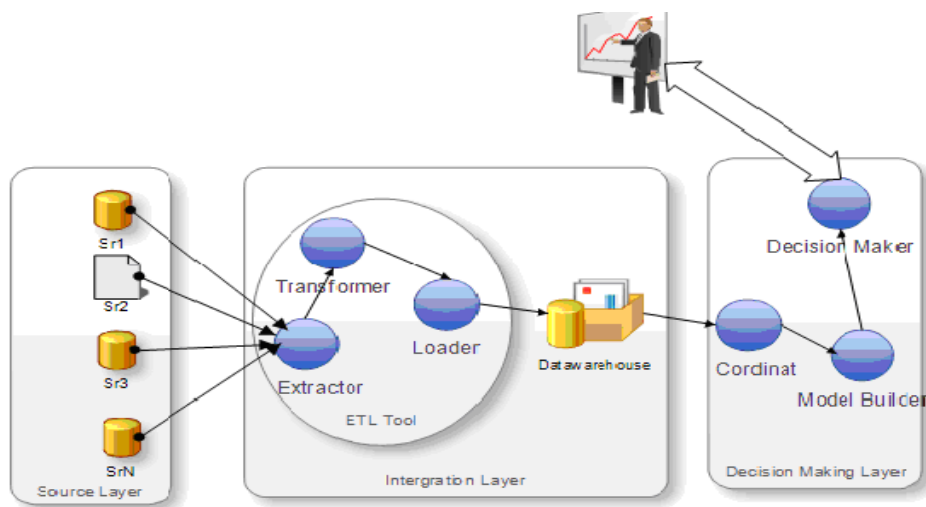 Sr1
Sr2
Sr3
SrN
Source Layer
Transformer
Loader
Extractor
ETL Tool
Datawarehouse
Intergration Layer
Decision Maker
Cordinat
Model Builder
Decision Making Layer